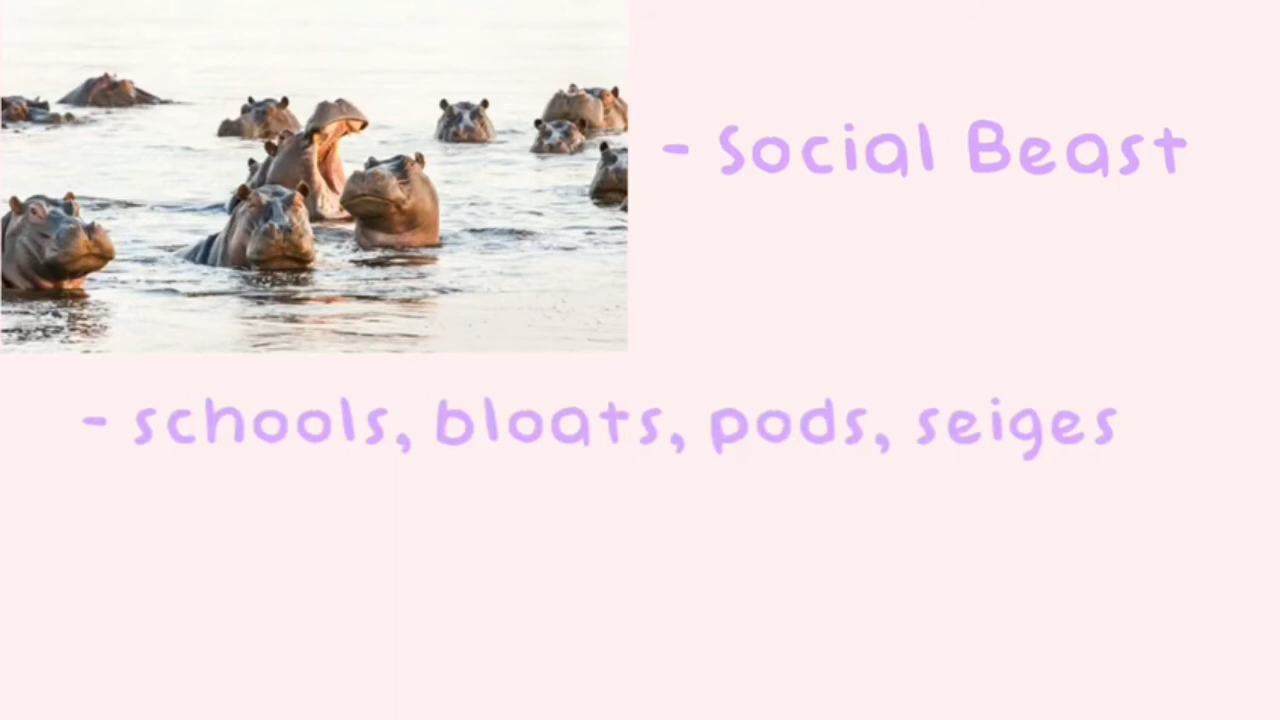 - Social Beast
- schools, bloats, pods, seiges